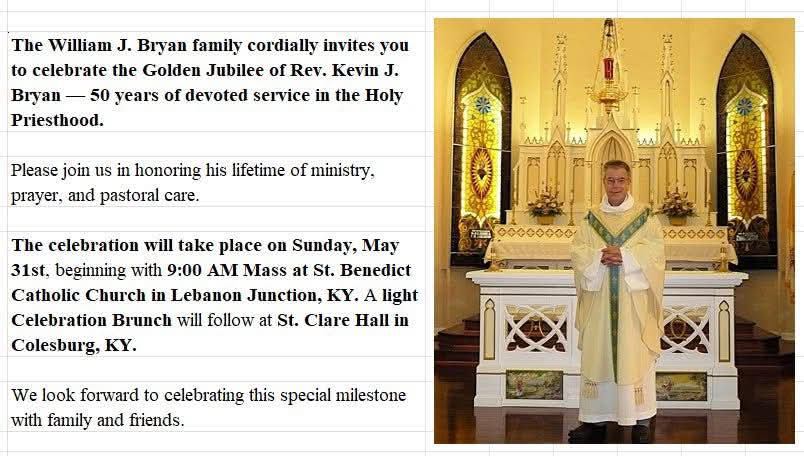 The William J. Bryan family cordially invites you
to celebrate the Golden Jubilee of Rev. Kevin J.
Bryan — 50 years of devoted service in the Holy
Priesthood.
Please join us in honoring his lifetime of ministry,
prayer, and pastoral care.
The celebration will take place on Sunday, May
31st, beginning with 9:00 AM Mass at St. Benedict
Catholic Church in Lebanon Junction, KY. A light
Celebration Brunch will follow at St. Clare Hall in
Colesburg, KY.
We look forward to celebrating this special milestone
with family and friends.